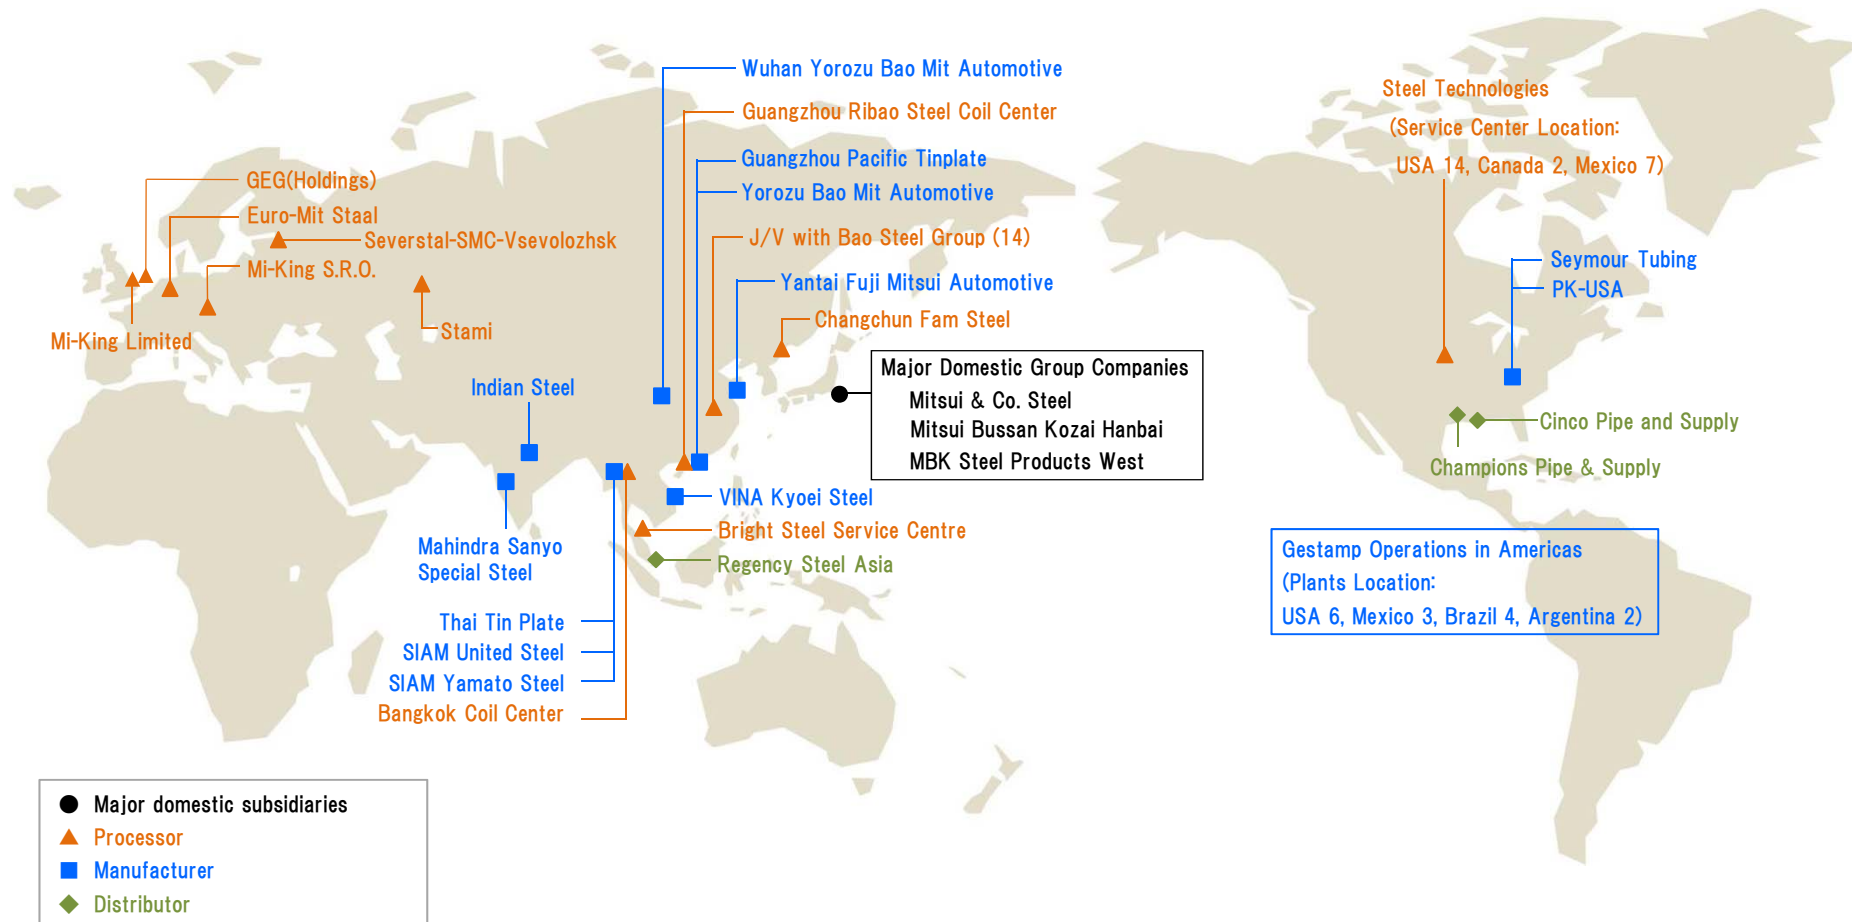 Wuhan Yorozu Bao Mit Automotive
Guangzhou Ribao Steel Coil Center
Guangzhou Pacific Tinplate
Yorozu Bao Mit Automotive
J/V with Bao Steel Group (14)
Yantai Fuji Mitsui Automotive
Changchun Fam Steel
GEG(Holdings)
Euro-Mit Staal
Severstal-SMC-Vsevolozhsk
Mi-King S.R.O.
Mi-King Limited
Stami
Indian Steel
Mahindra Sanyo
Special Steel
Major Domestic Group Companies
Mitsui & Co. Steel
Mitsui Bussan Kozai Hanbai
MBK Steel Products West
VINA Kyoei Steel
Bright Steel Service Centre
Regency Steel Asia
Thai Tin Plate
SIAM United Steel
SIAM Yamato Steel
Bangkok Coil Center
Steel Technologies
(Service Center Location:
USA 14, Canada 2, Mexico 7)
Seymour Tubing
PK-USA
Cinco Pipe and Supply
Champions Pipe & Supply
Gestamp Operations in Americas
(Plants Location:
USA 6, Mexico 3, Brazil 4, Argentina 2)
Major domestic subsidiaries
Processor
Manufacturer
Distributor